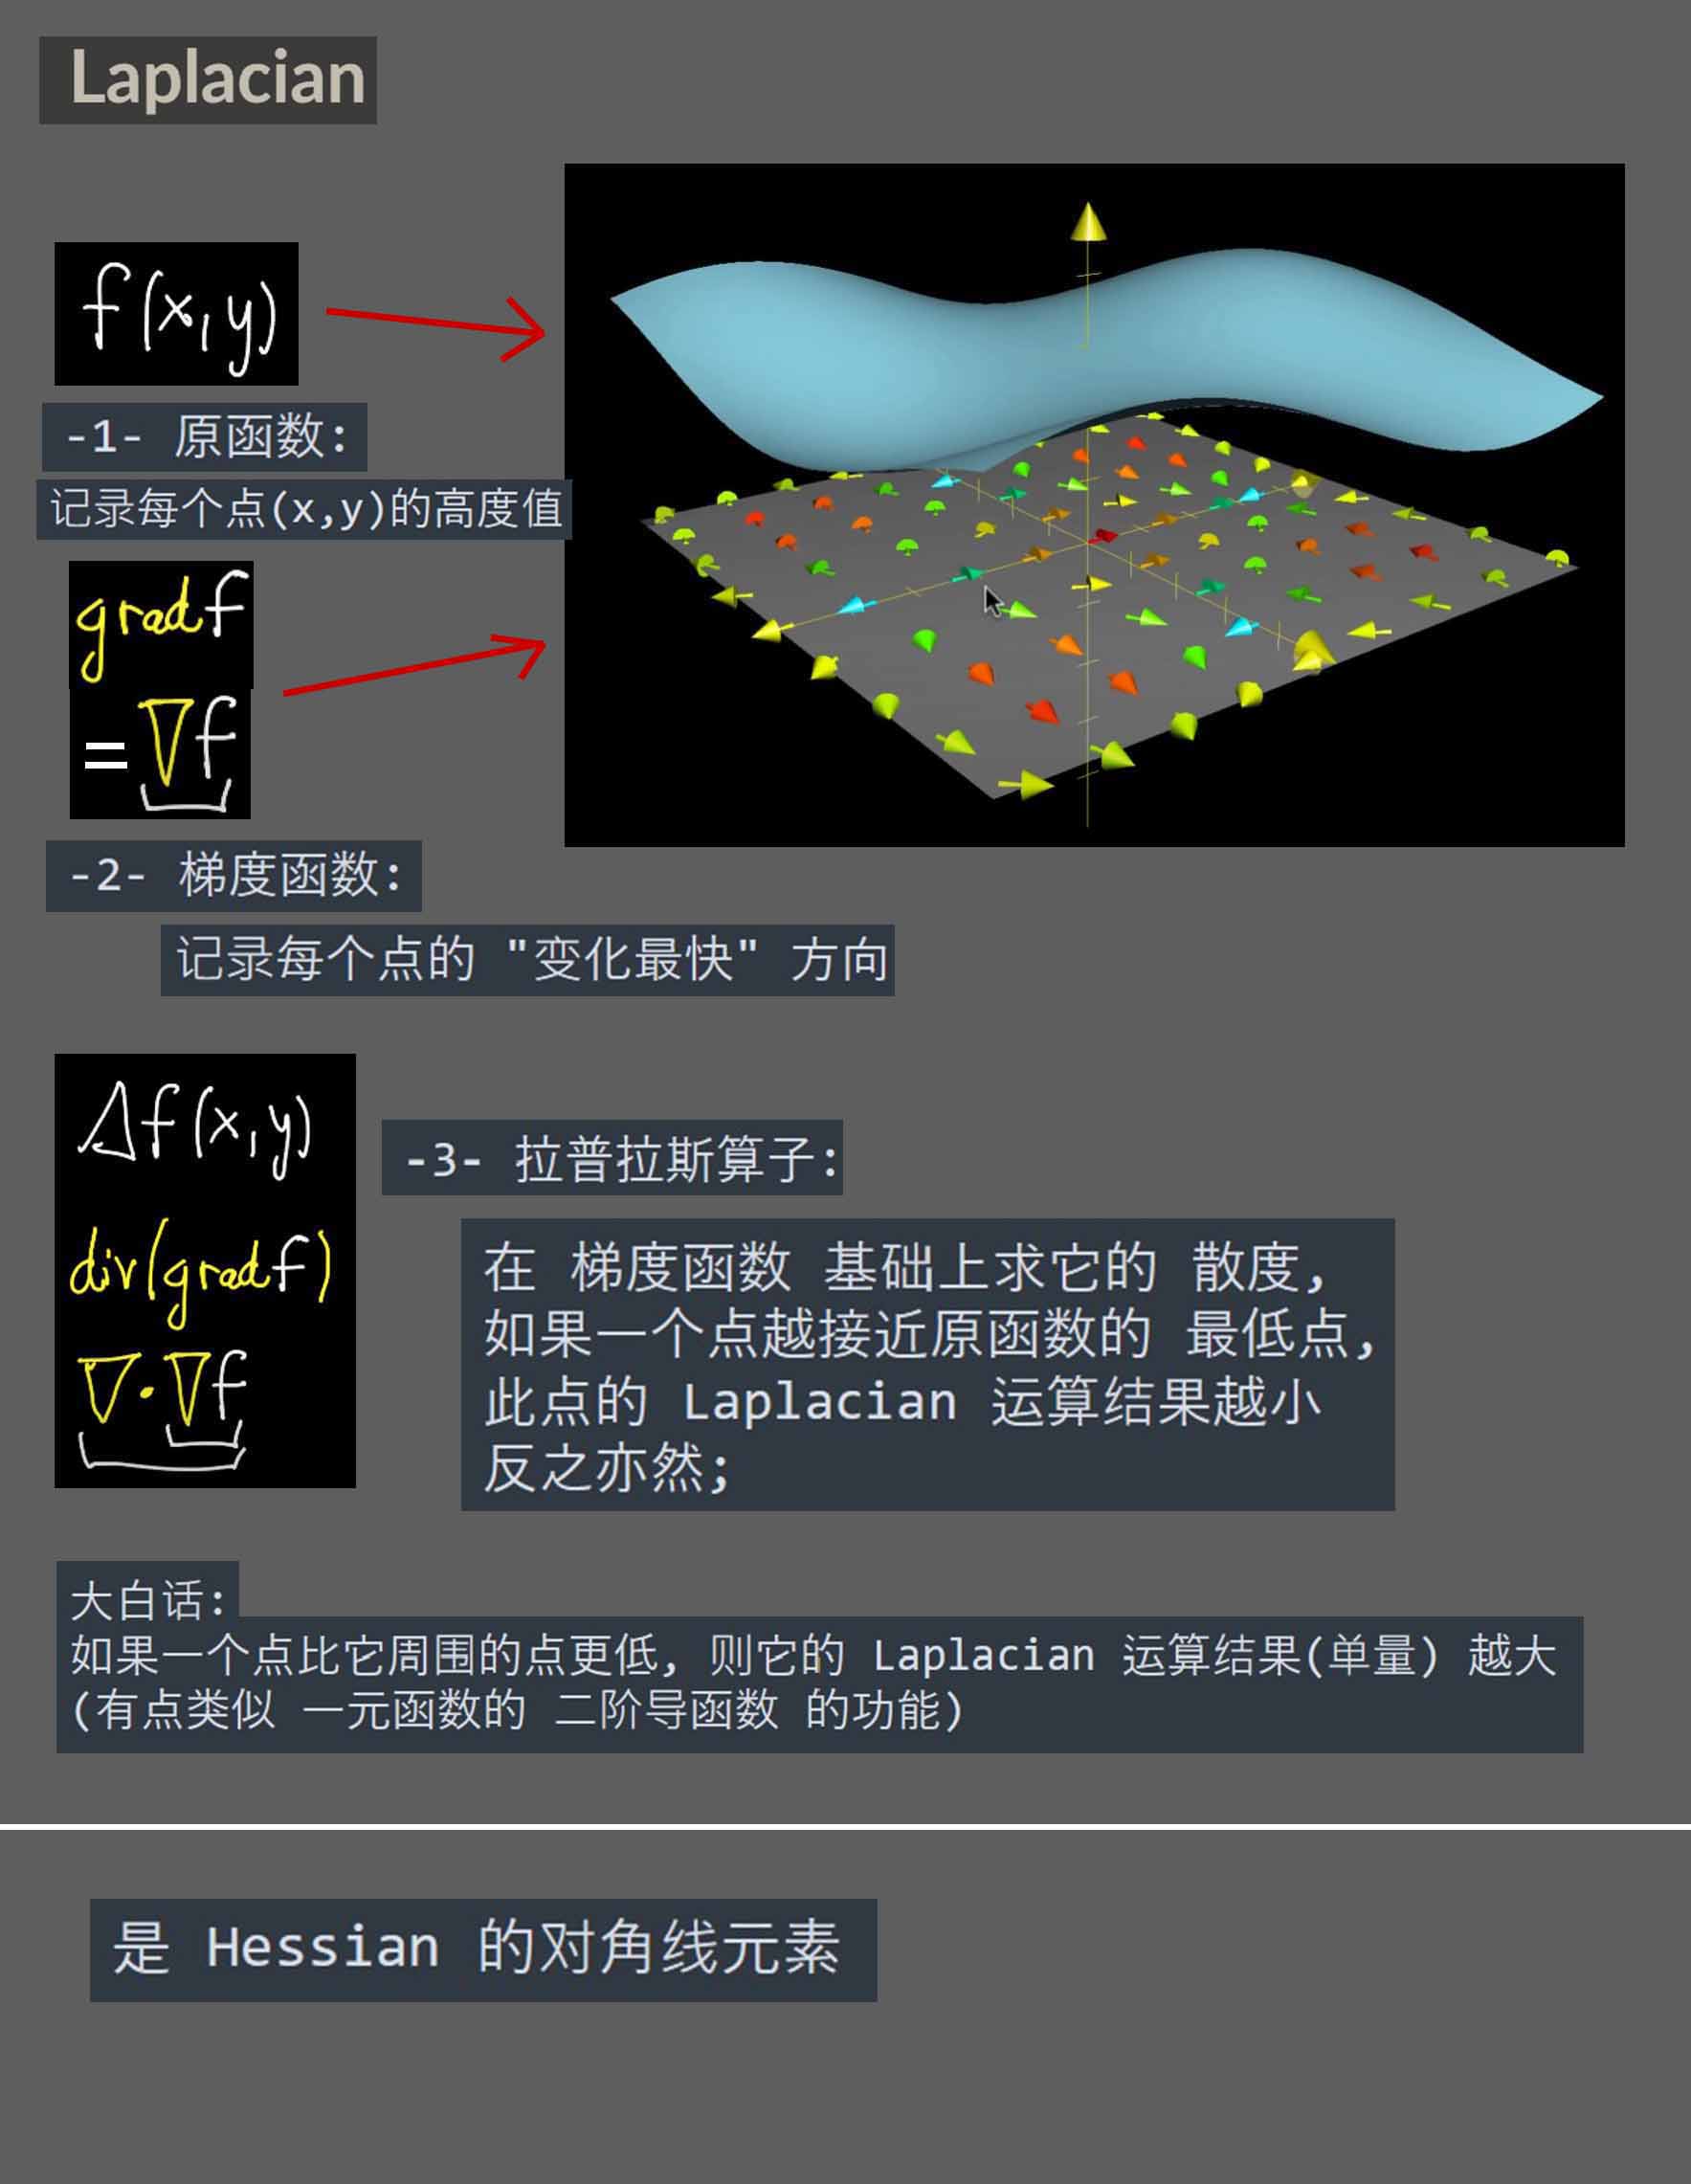 Laplacian
f(x,y)
-1- 原函数:
记录每个点(x,y)的高度值
grad f
= ∇f
-2- 梯度函数:
记录每个点的 "变化最快" 方向
Δf(x,y)
div(grad f)
∇·∇f
-3- 拉普拉斯算子:
在 梯度函数 基础上求它的 散度,
如果一个点越接近原函数的 最低点,
此点的 Laplacian 运算结果越小
反之亦然;
大白话:
如果一个点比它周围的点更低, 则它的 Laplacian 运算结果(单量) 越大
(有点类似 一元函数的 二阶导函数 的功能)
是 Hessian 的对角线元素